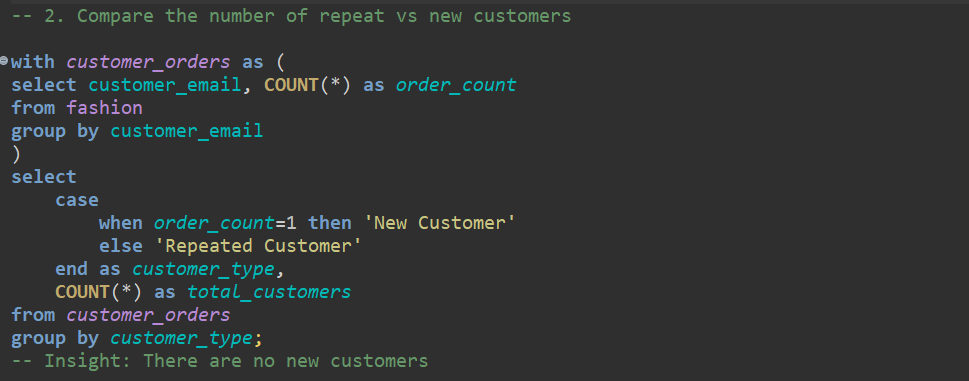 -- 2. Compare the number of repeat vs new customers
with customer_orders as (
select customer_email, COUNT(*) as order_count
from fashion
group by customer_email
)
select
case
when order_count=1 then 'New Customer'
else 'Repeated Customer'
end as customer_type,
COUNT(*) as total_customers
from customer_orders
group by customer_type;
-- Insight: There are no new customers